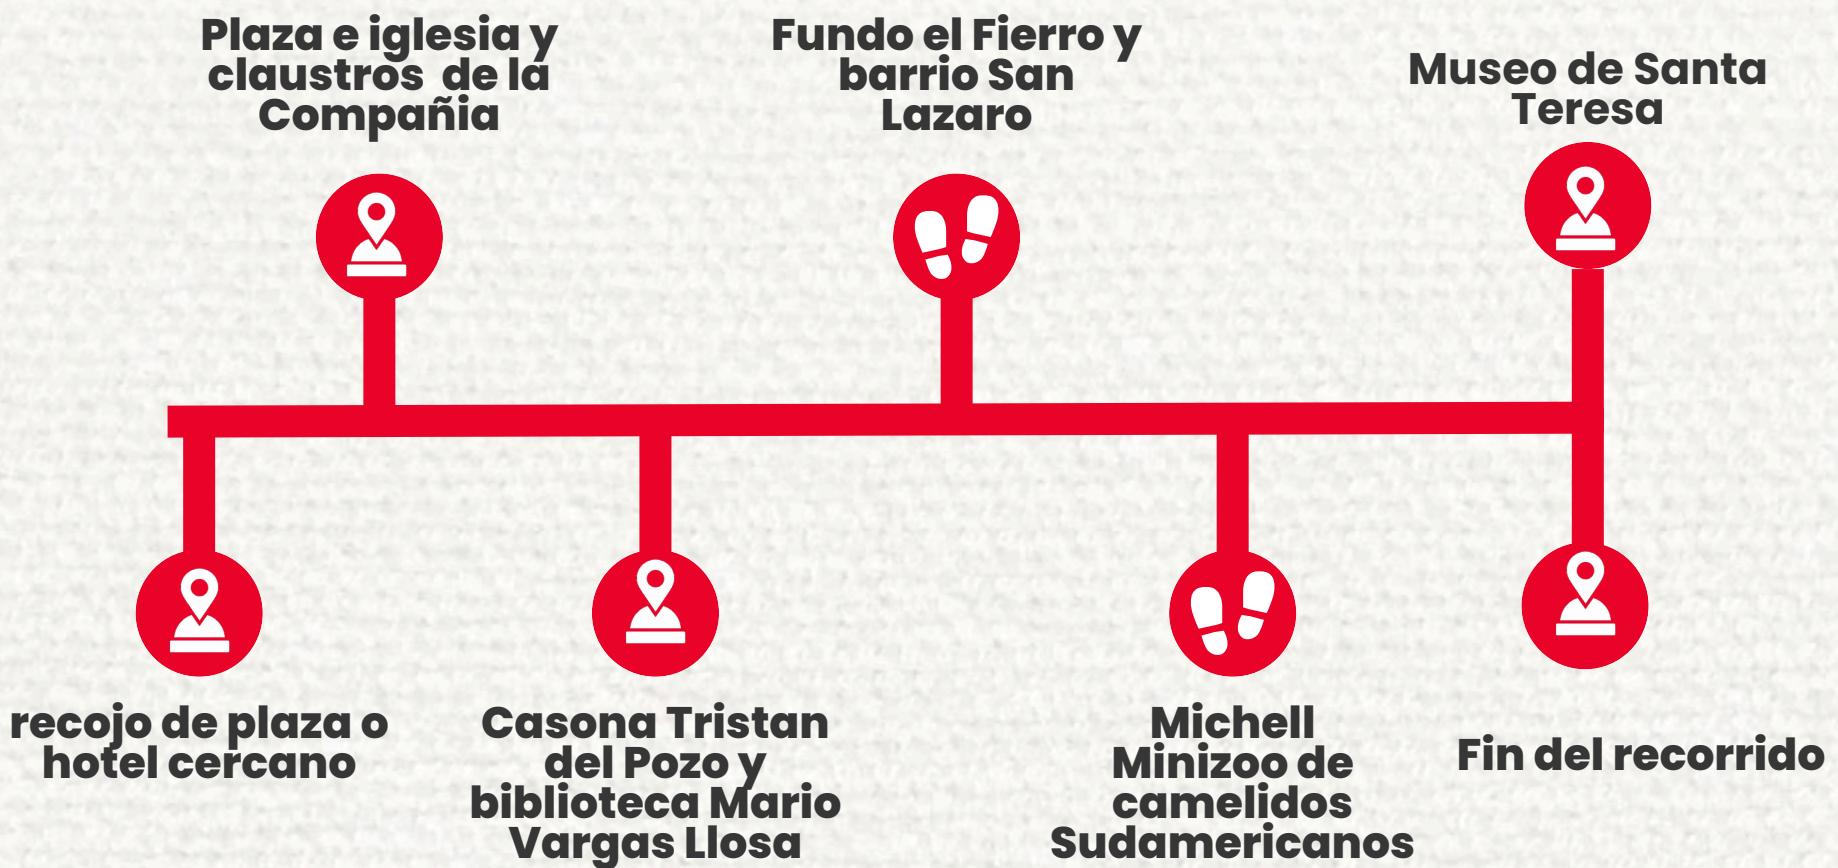 Plaza e iglesia y
claustros de la
Compañia
Fundo el Fierro y
barrio San
Lazaro
Museo de Santa
Teresa
recojo de plaza o
hotel cercano
Casona Tristan
del Pozo y
biblioteca Mario
Vargas Llosa
Michell
Minizoo de
camelidos
Sudamericanos
Fin del recorrido